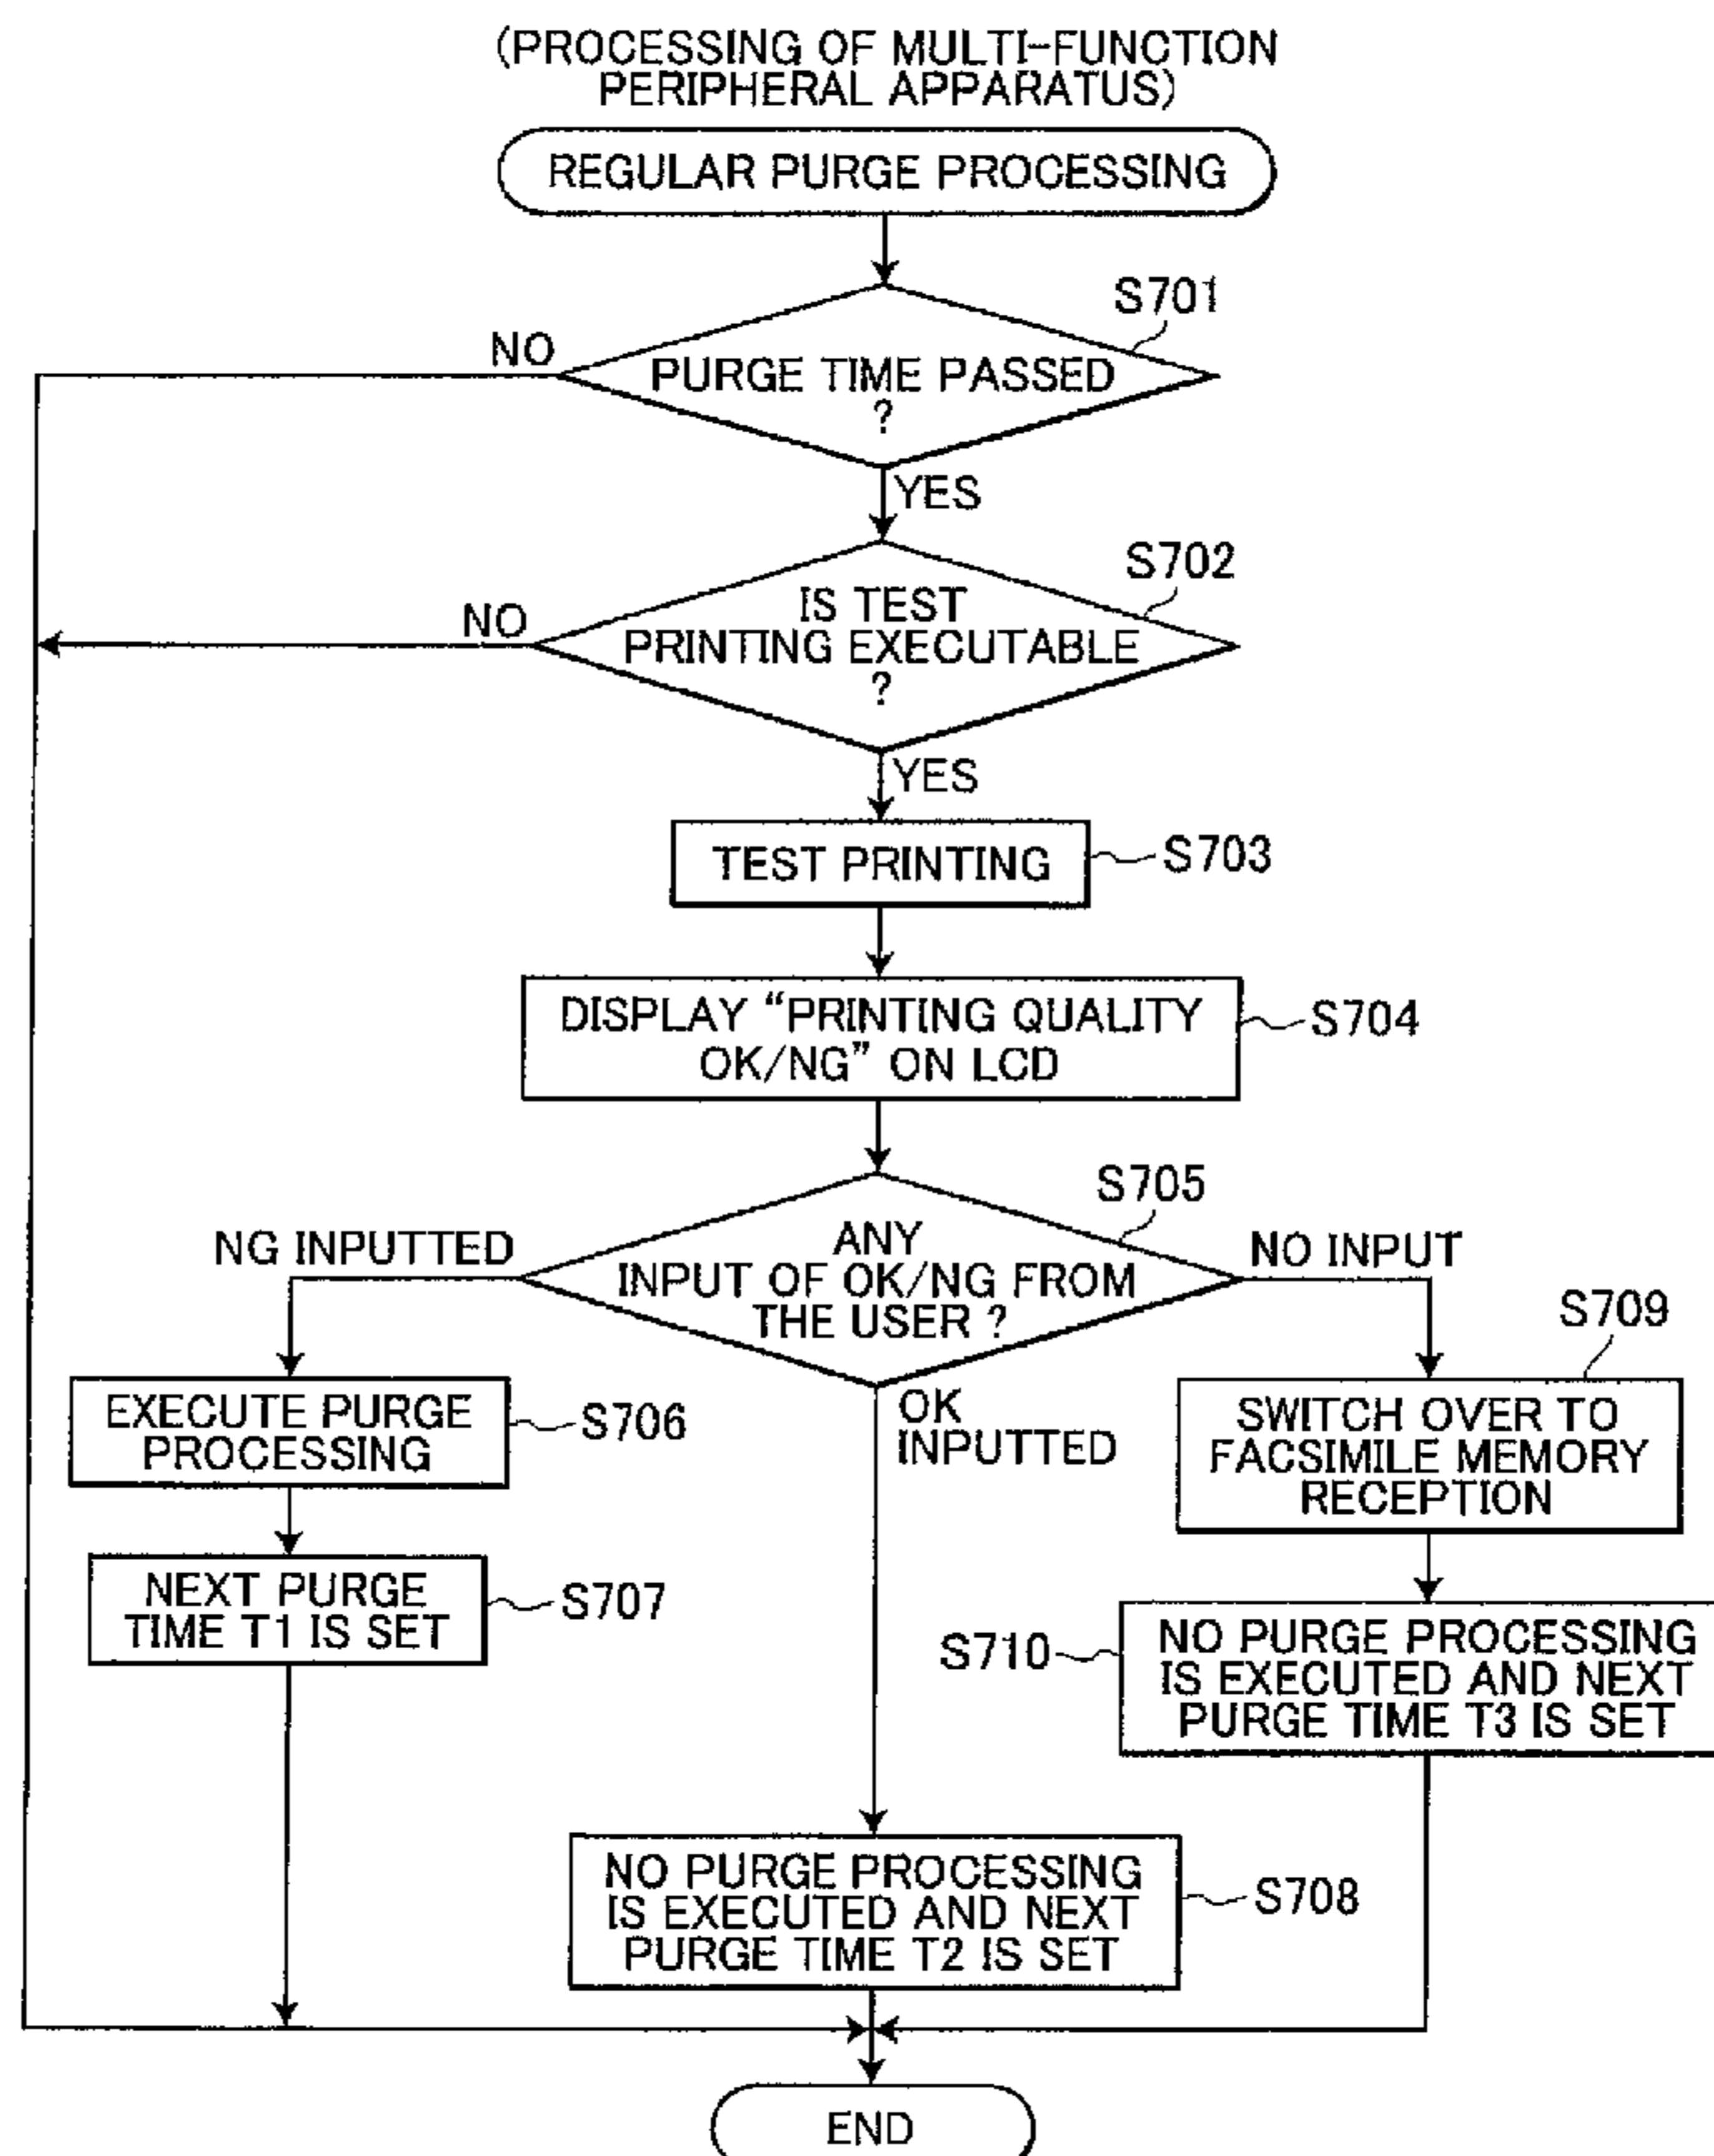 (PROCESSING OF MULTI-FUNCTION
PERIPHERAL APPARATUS)
REGULAR PURGE PROCESSING
S701
NO
PURGE TIME PASSED
?
YES
S702
NO
IS TEST
PRINTING EXECUTABLE
?
YES
TEST PRINTING
S703
DISPLAY “PRINTING QUALITY
OK/NG” ON LCD
S704
S705
NG INPUTTED
ANY
INPUT OF OK/NG FROM
THE USER ?
NO INPUT
OK
INPUTTED
EXECUTE PURGE
PROCESSING
S706
NEXT PURGE
TIME T1 IS SET
S707
S709
SWITCH OVER TO
FACSIMILE MEMORY
RECEPTION
S710
NO PURGE PROCESSING
IS EXECUTED AND NEXT
PURGE TIME T3 IS SET
NO PURGE PROCESSING
IS EXECUTED AND NEXT
PURGE TIME T2 IS SET
S708
END